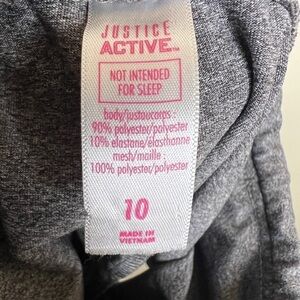 JUSTICE
ACTIVE™
NOT INTENDED
FOR SLEEP
body/justaucorps :
90% polyester/polyester
10% elastane/élasthanne
mesh/maille :
100% polyester/polyester
10
MADE IN
VIETNAM